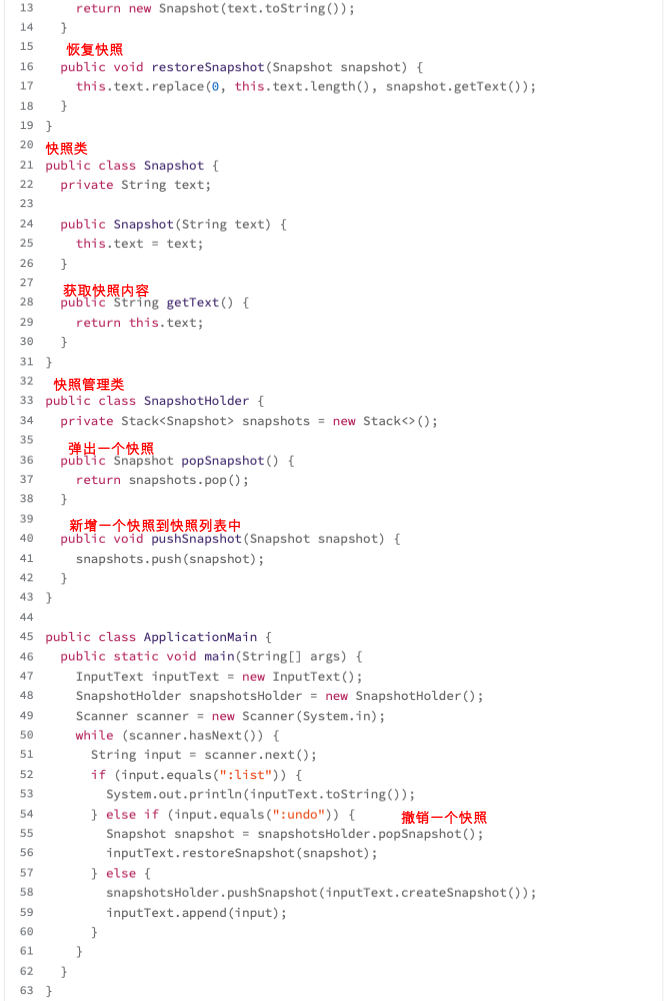 13 return new Snapshot(text.toString());
14 }
15 恢复快照
16 public void restoreSnapshot(Snapshot snapshot) {
17 this.text.replace(0, this.text.length(), snapshot.getText());
18 }
19 }
20 快照类
21 public class Snapshot {
22 private String text;
23
24 public Snapshot(String text) {
25 this.text = text;
26 }
27 获取快照内容
28 public String getText() {
29 return this.text;
30 }
31 }
32 快照管理类
33 public class SnapshotHolder {
34 private Stack<Snapshot> snapshots = new Stack<>();
35 弹出一个快照
36 public Snapshot popSnapshot() {
37 return snapshots.pop();
38 }
39 新增一个快照到快照列表中
40 public void pushSnapshot(Snapshot snapshot) {
41 snapshots.push(snapshot);
42 }
43 }
44
45 public class ApplicationMain {
46 public static void main(String[] args) {
47 InputText inputText = new InputText();
48 SnapshotHolder snapshotsHolder = new SnapshotHolder();
49 Scanner scanner = new Scanner(System.in);
50 while (scanner.hasNext()) {
51 String input = scanner.next();
52 if (input.equals(":list")) {
53 System.out.println(inputText.toString());
54 } else if (input.equals(":undo")) { 撤销一个快照
55 Snapshot snapshot = snapshotsHolder.popSnapshot();
56 inputText.restoreSnapshot(snapshot);
57 } else {
58 snapshotsHolder.pushSnapshot(inputText.createSnapshot());
59 inputText.append(input);
60 }
61 }
62 }
63 }